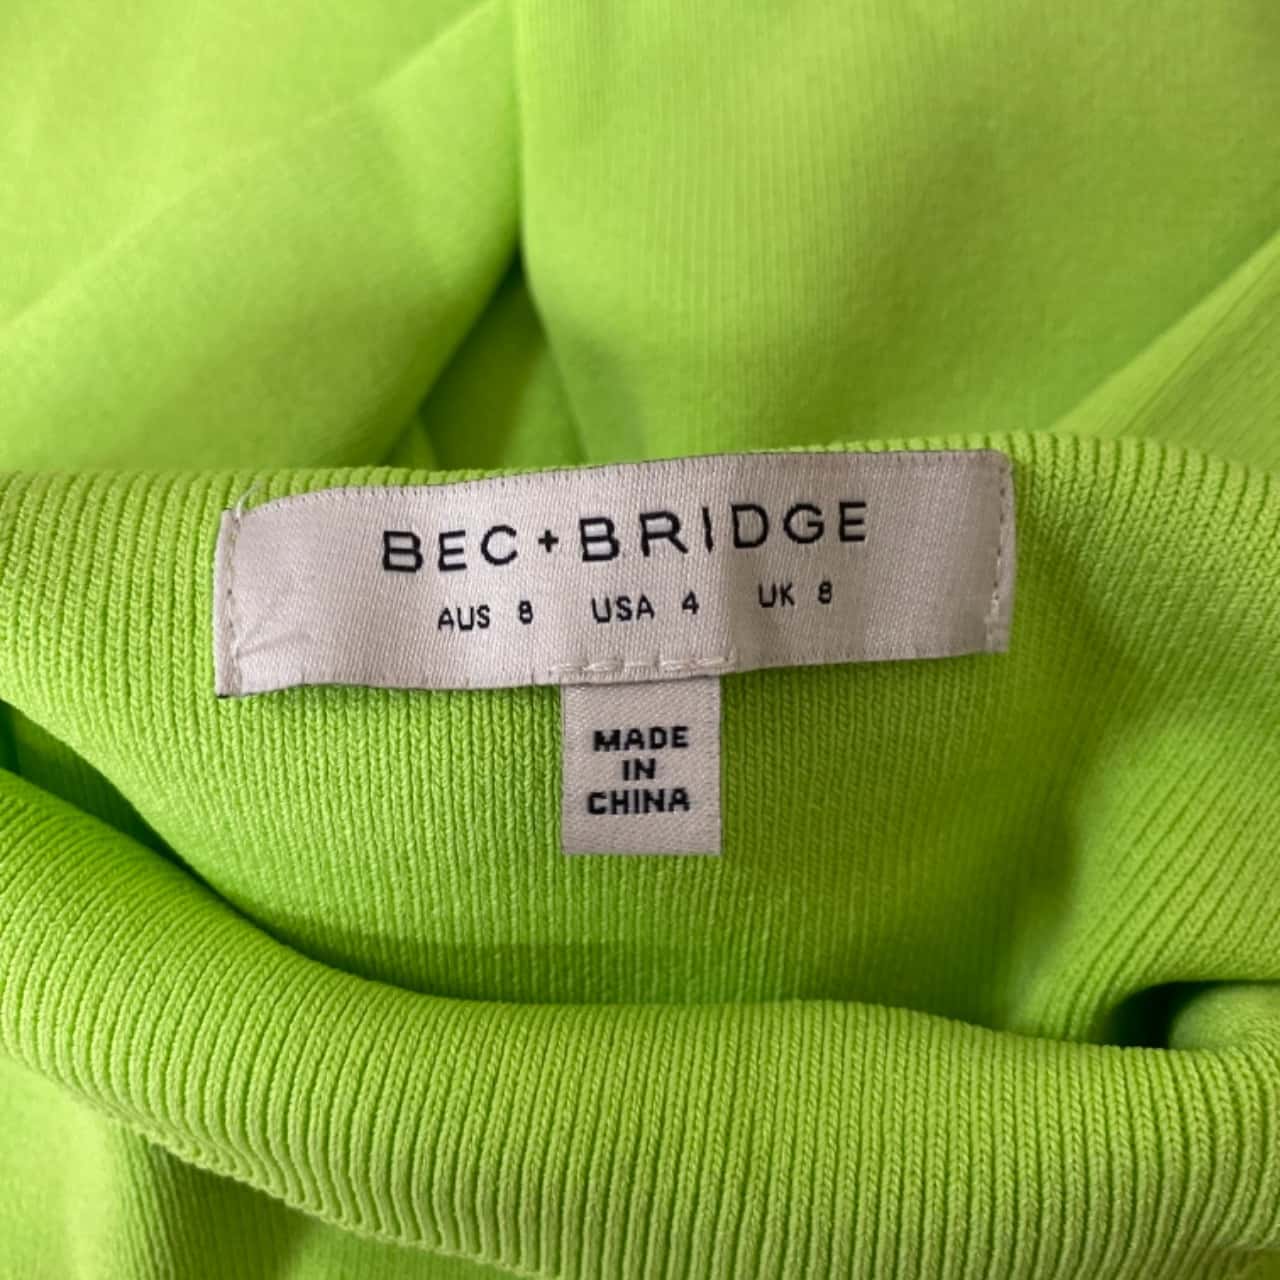 BEC+BRIDGE
AUS 8 USA 4 UK 8
MADE
IN
CHINA